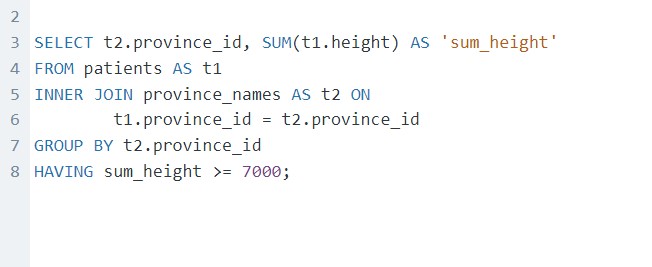 2
3 SELECT t2.province_id, SUM(t1.height) AS 'sum_height'
4 FROM patients AS t1
5 INNER JOIN province_names AS t2 ON
6 t1.province_id = t2.province_id
7 GROUP BY t2.province_id
8 HAVING sum_height >= 7000;